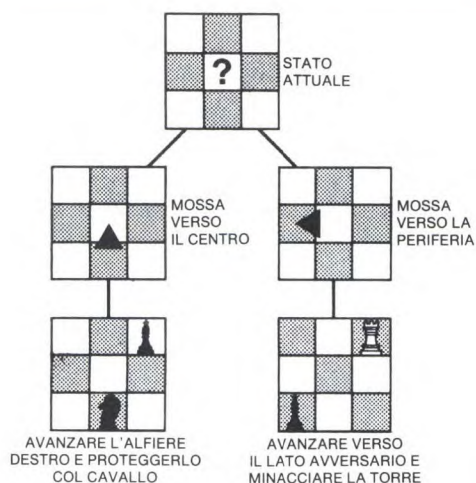 ?
STATO
ATTUALE
MOSSA
VERSO
IL CENTRO
MOSSA
VERSO LA
PERIFERIA
AVANZARE L'ALFIERE
DESTRO E PROTEGGERLO
COL CAVALLO
AVANZARE VERSO
IL LATO AVVERSARIO E
MINACCIARE LA TORRE